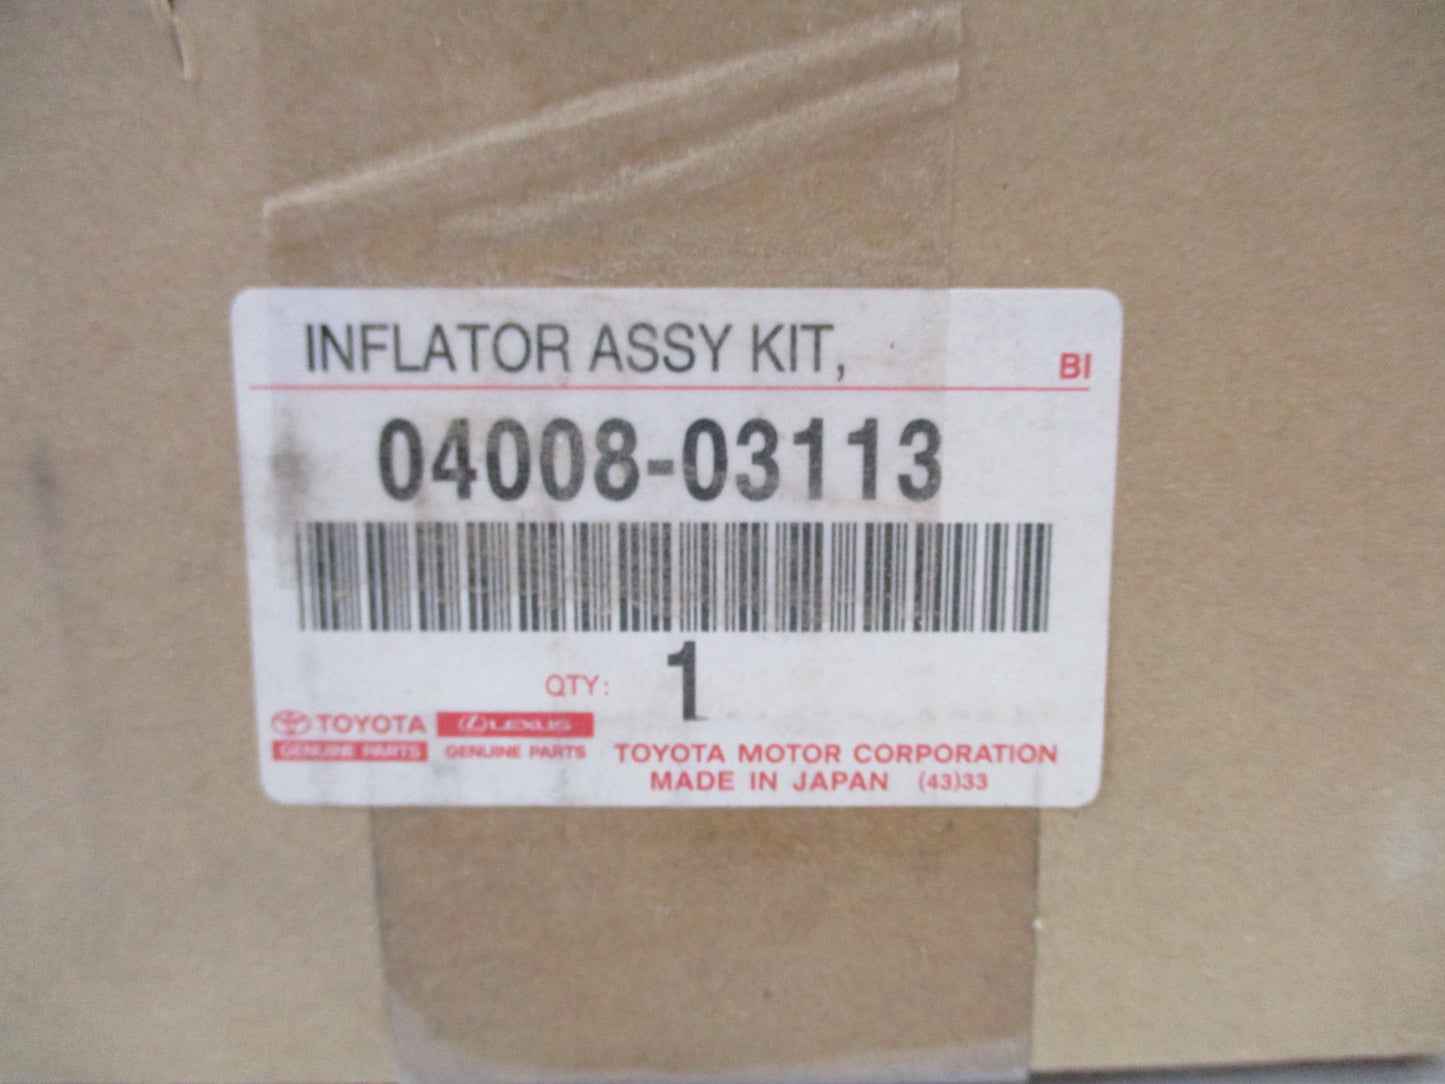 INFLATOR ASSY KIT,
BI
04008-03113
QTY: 1
TOYOTA LEXUS
GENUINE PARTS GENUINE PARTS
TOYOTA MOTOR CORPORATION
MADE IN JAPAN (43)33